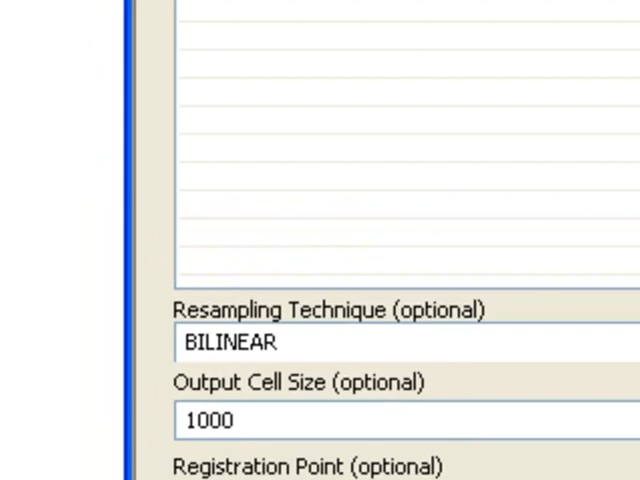 Resampling Technique (optional)
BILINEAR
Output Cell Size (optional)
1000
Registration Point (optional)